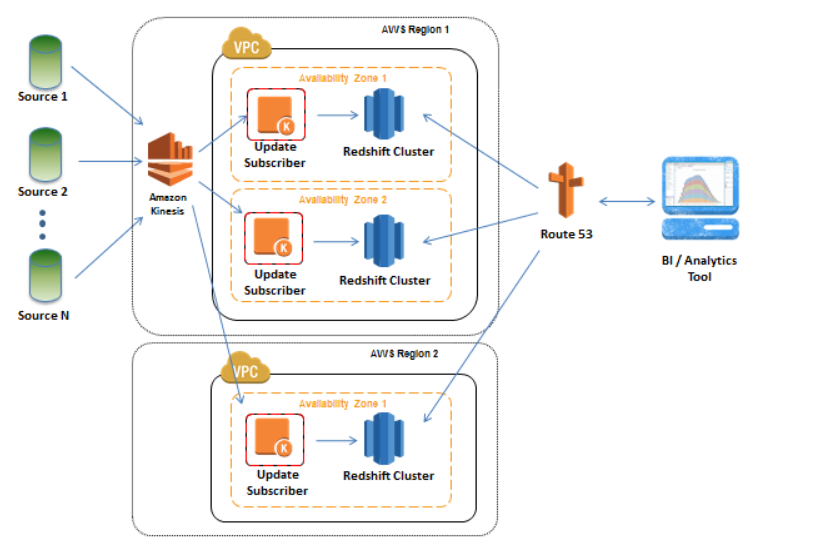 AWS Region 1
VPC
Availability Zone 1
Source 1
K
Update
Subscriber
Redshift Cluster
Source 2
Amazon
Kinesis
Availability Zone 2
K
Update
Subscriber
Redshift Cluster
Source N
Route 53
BI / Analytics
Tool
AWS Region 2
VPC
Availability Zone 1
K
Update
Subscriber
Redshift Cluster